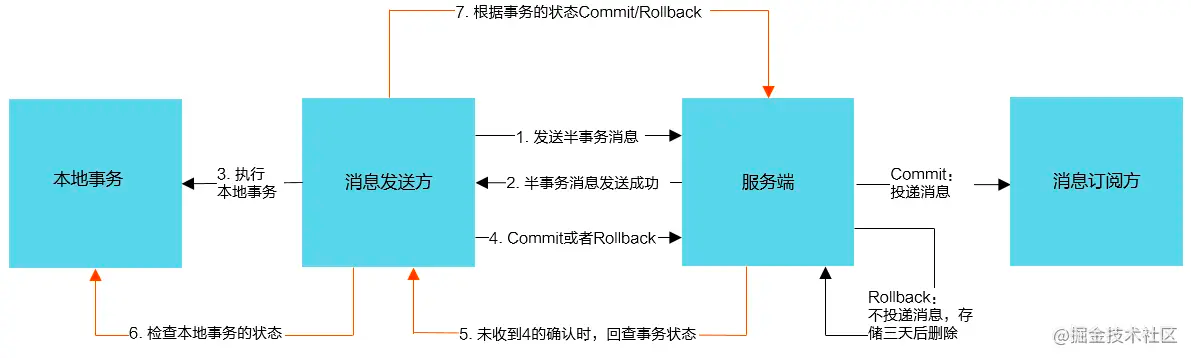 7. 根据事务的状态Commit/Rollback
本地事务
3. 执行
本地事务
消息发送方
1. 发送半事务消息
2. 半事务消息发送成功
4. Commit或者Rollback
服务端
Commit：
投递消息
消息订阅方
Rollback：
不投递消息，存
储三天后删除
6. 检查本地事务的状态
5. 未收到4的确认时，回查事务状态
@掘金技术社区